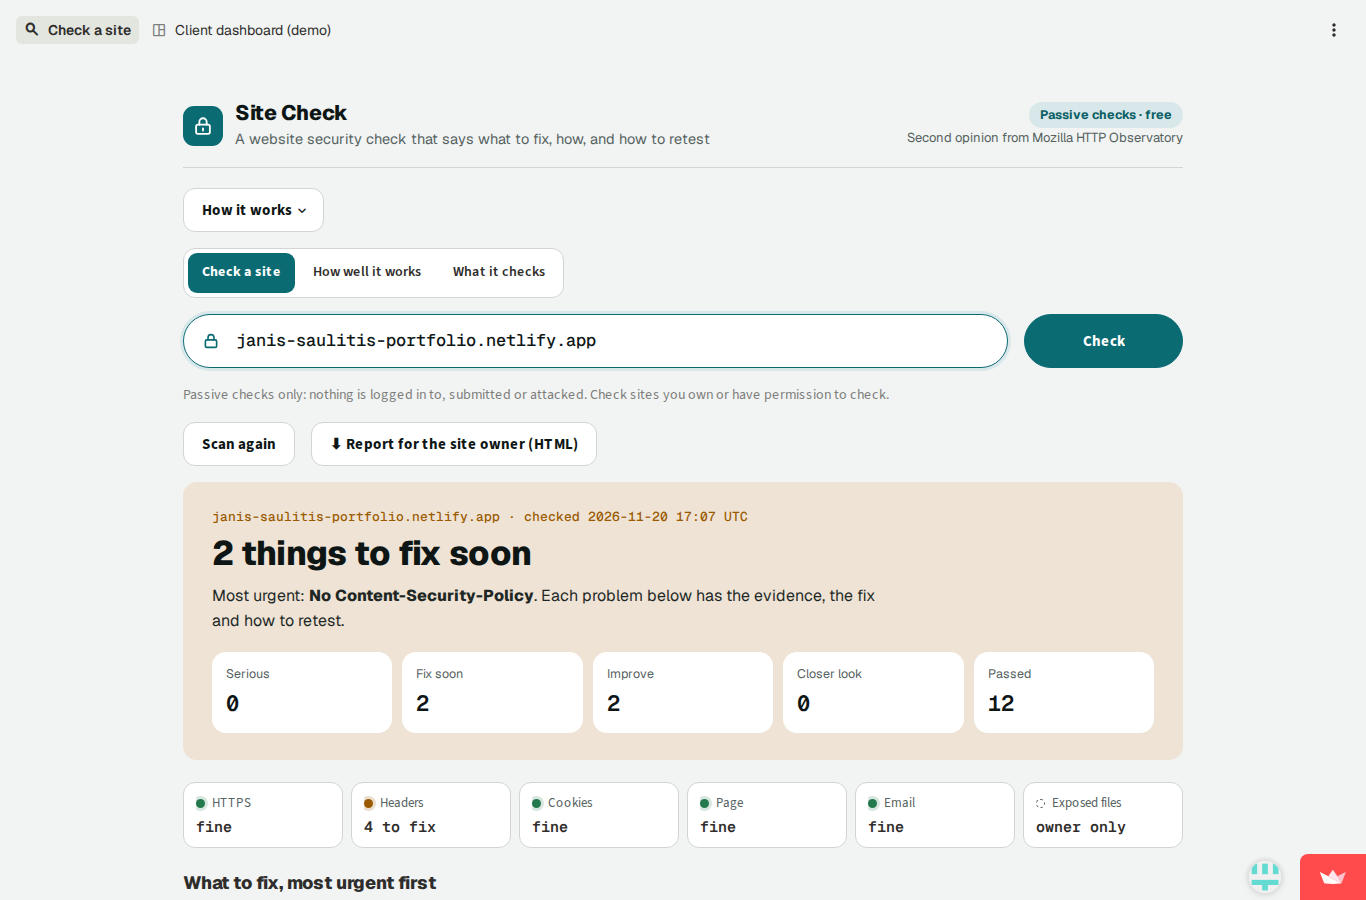 Check a site
Client dashboard (demo)
Site Check
A website security check that says what to fix, how, and how to retest
Passive checks · free
Second opinion from Mozilla HTTP Observatory
How it works
Check a site
How well it works
What it checks
janis-saulitis-portfolio.netlify.app
Check
Passive checks only: nothing is logged in to, submitted or attacked. Check sites you own or have permission to check.
Scan again
⬇ Report for the site owner (HTML)
janis-saulitis-portfolio.netlify.app · checked 2026-11-20 17:07 UTC
2 things to fix soon
Most urgent: No Content-Security-Policy. Each problem below has the evidence, the fix
and how to retest.
Serious
0
Fix soon
2
Improve
2
Closer look
0
Passed
12
HTTPS
fine
Headers
4 to fix
Cookies
fine
Page
fine
Email
fine
Exposed files
owner only
What to fix, most urgent first